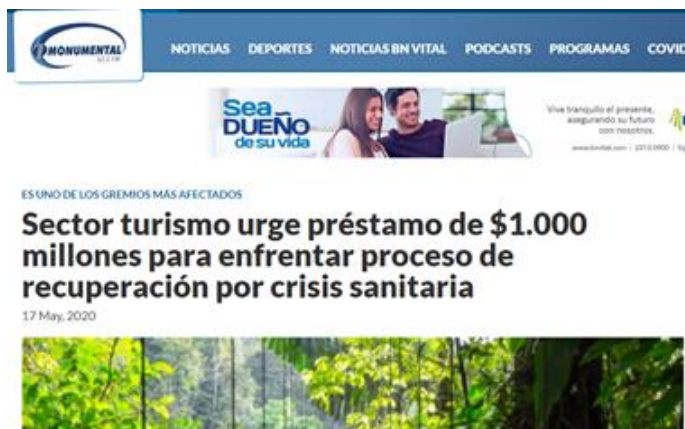 MONUMENTAL
NOTICIAS DEPORTES NOTICIAS BN VITAL PODCASTS PROGRAMAS COVID
Sea
DUEÑO
de su vida
Viva tranquilo el presente,
asegurando su futuro
con nosotros.
ES UNO DE LOS GREMIOS MÁS AFECTADOS
Sector turismo urge préstamo de $1.000
millones para enfrentar proceso de
recuperación por crisis sanitaria
17 May, 2020